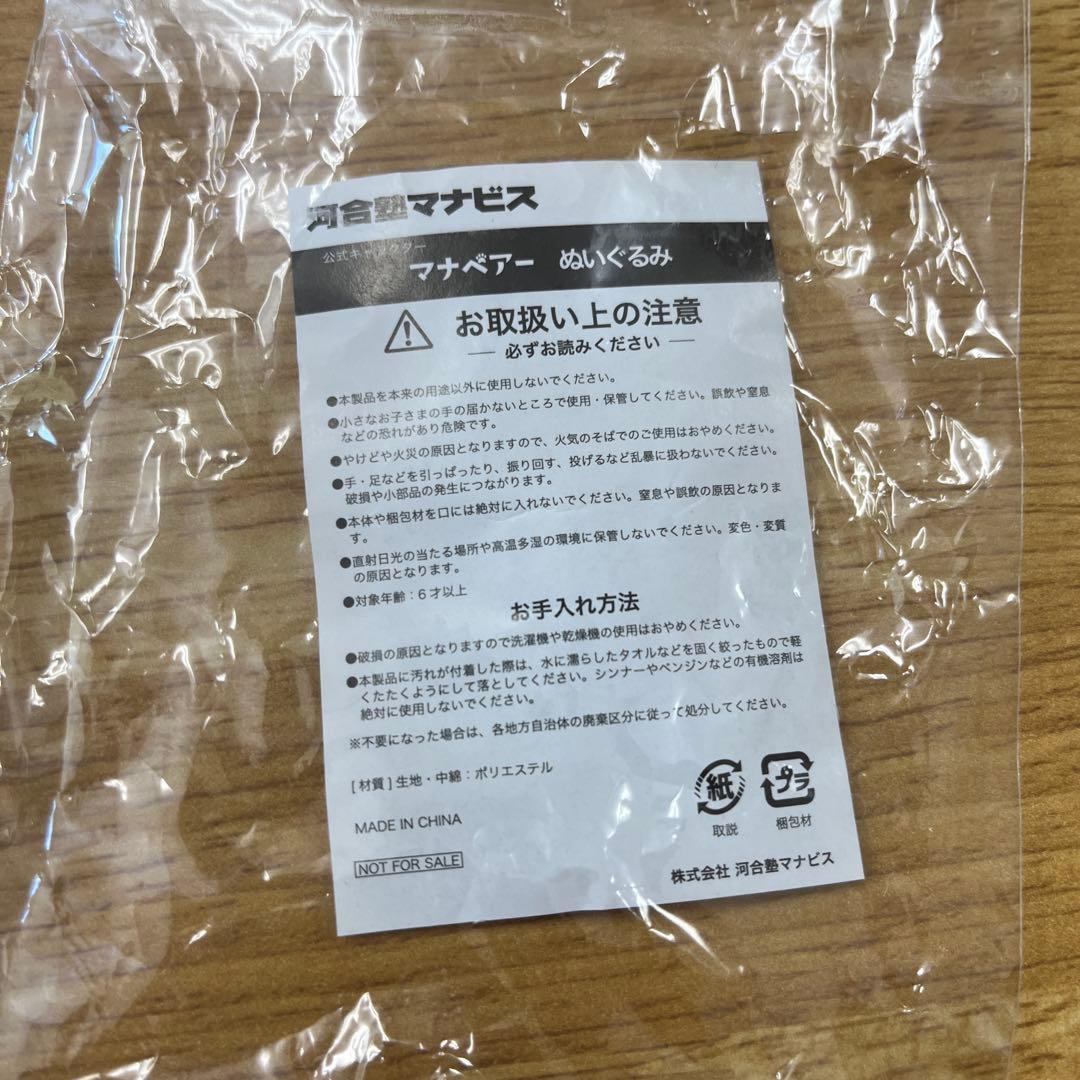 河合塾マナビス
公式キャラクター
マナベアー ぬいぐるみ
お取扱い上の注意
必ずお読みください
●本製品を本来の用途以外に使用しないでください。
●小さなお子さまの手の届かないところで使用・保管してください。誤飲や窒息
などの恐れがあり危険です。
●やけどや火災の原因となりますので、火気のそばでのご使用はおやめください。
●手・足などを引っぱったり、振り回す、投げるなど乱暴に扱わないでください。
破損や小部品の発生につながります。
●本体や梱包材を口には絶対に入れないでください。窒息や誤飲の原因となりま
す。
●直射日光の当たる場所や高温多湿の環境に保管しないでください。変色・変質
の原因となります。
●対象年齢：6才以上
お手入れ方法
●破損の原因となりますので洗濯機や乾燥機の使用はおやめください。
●本製品に汚れが付着した際は、水に濡らしたタオルなどを固く絞ったもので軽
くたたくようにして落としてください。シンナーやベンジンなどの有機溶剤は
絶対に使用しないでください。
※不要になった場合は、各地方自治体の廃棄区分に従って処分してください。
[材質]生地・中綿：ポリエステル
紙
プラ
取説
梱包材
MADE IN CHINA
NOT FOR SALE
株式会社 河合塾マナビス